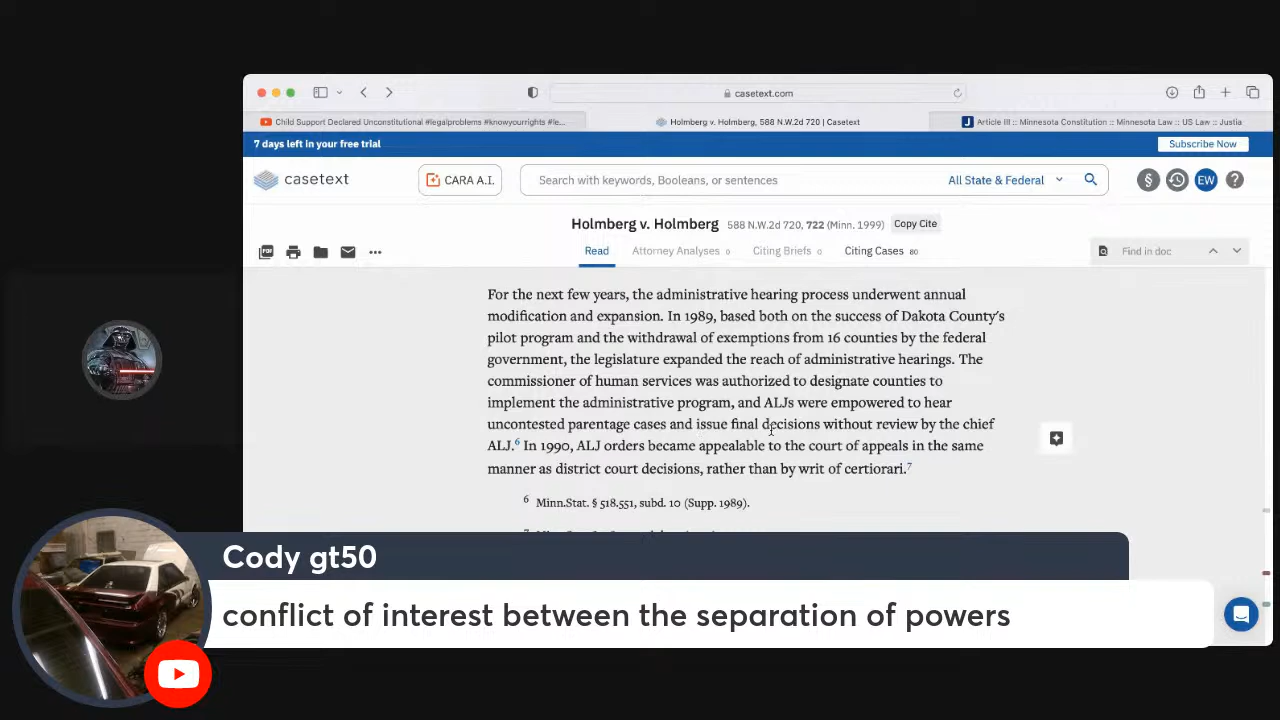 casetext.com
Child Support Declared Unconstitutional #legalproblems #knowyourrights #le...
Holmberg v. Holmberg, 588 N.W.2d 720 | Casetext
Article III :: Minnesota Constitution :: Minnesota Law :: US Law :: Justia
7 days left in your free trial
Subscribe Now
casetext
CARA A.I.
Search with keywords, Booleans, or sentences
All State & Federal
§
EW
?
Holmberg v. Holmberg 588 N.W.2d 720, 722 (Minn. 1999) Copy Cite
Read
Attorney Analyses 0
Citing Briefs 0
Citing Cases 80
Find in doc
For the next few years, the administrative hearing process underwent annual
modification and expansion. In 1989, based both on the success of Dakota County's
pilot program and the withdrawal of exemptions from 16 counties by the federal
government, the legislature expanded the reach of administrative hearings. The
commissioner of human services was authorized to designate counties to
implement the administrative program, and ALJs were empowered to hear
uncontested parentage cases and issue final decisions without review by the chief
ALJ.6 In 1990, ALJ orders became appealable to the court of appeals in the same
manner as district court decisions, rather than by writ of certiorari.7
6 Minn.Stat. § 518.551, subd. 10 (Supp. 1989).
Cody gt50
conflict of interest between the separation of powers